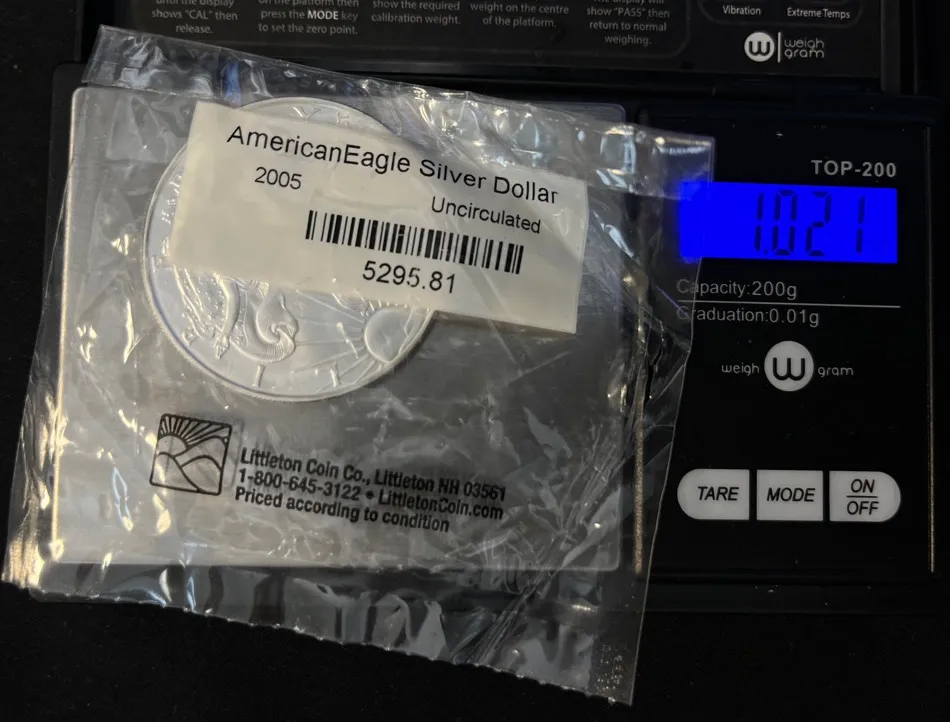 until the display
shows "CAL" then
release.
on the platform then
press the MODE key
to set the zero point.
show the required
calibration weight.
weight on the centre
of the platform.
The display will
show "PASS" then
return to normal
weighing.
Vibration
Extreme Temps
W weigh
gram
AmericanEagle Silver Dollar
2005
Uncirculated
5295.81
Littleton Coin Co., Littleton NH 03561
1-800-645-3122 • LittletonCoin.com
Priced according to condition
TOP-200
1.021
Capacity:200g
Graduation:0.01g
weigh W gram
TARE
MODE
ON
OFF